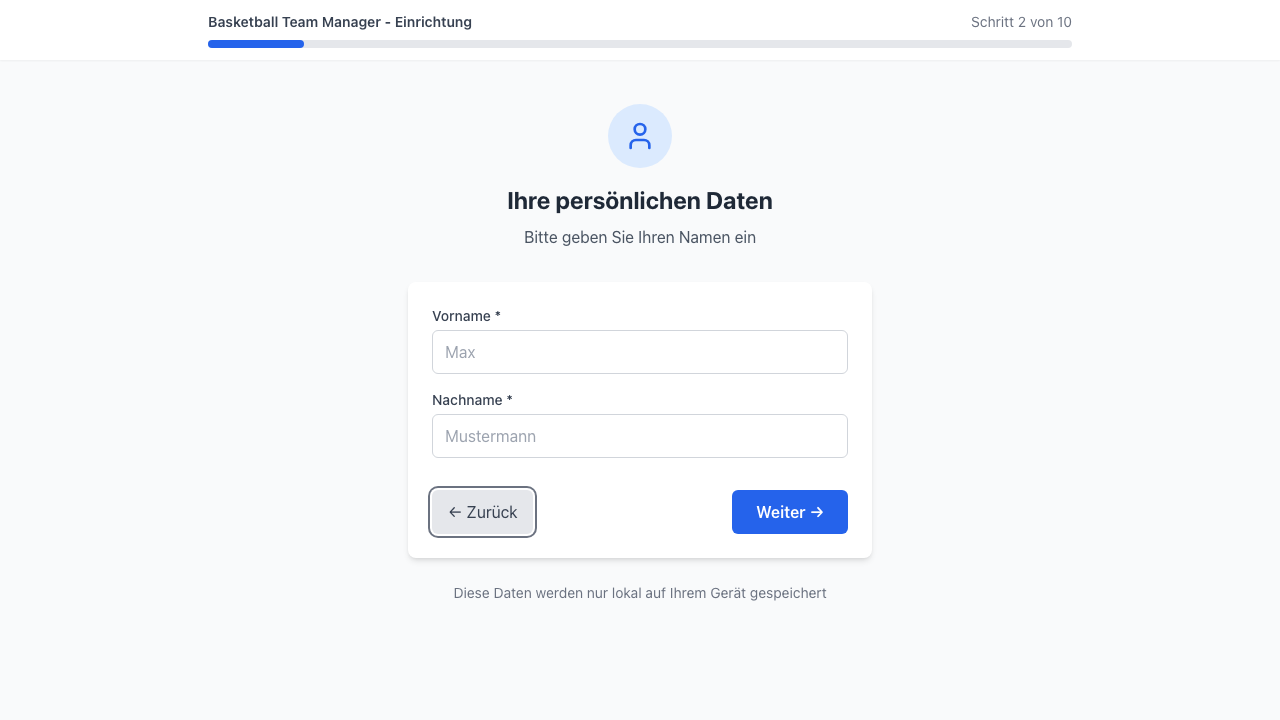 Basketball Team Manager - Einrichtung
Schritt 2 von 10
Ihre persönlichen Daten
Bitte geben Sie Ihren Namen ein
Vorname *
Max
Nachname *
Mustermann
← Zurück
Weiter →
Diese Daten werden nur lokal auf Ihrem Gerät gespeichert